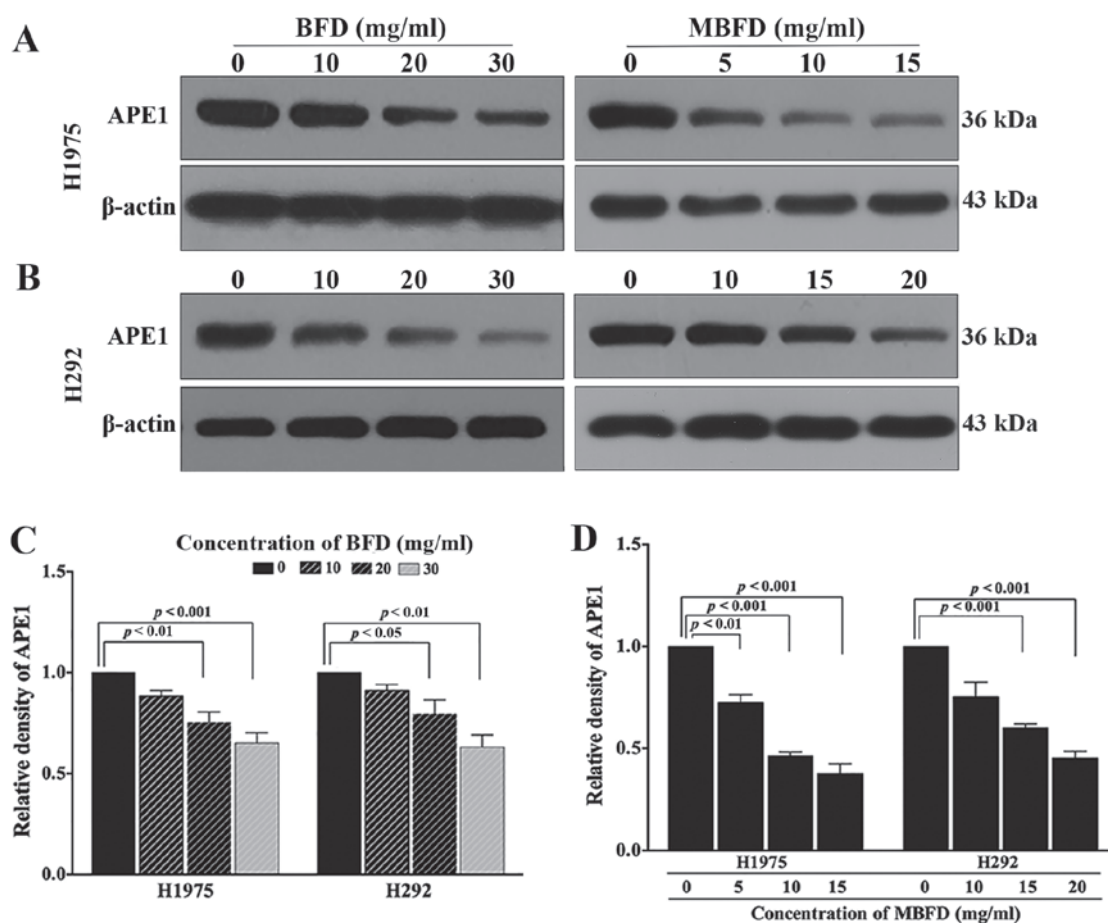 A
BFD (mg/ml)
MBFD (mg/ml)
0 10 20 30
0 5 10 15
H1975
APE1
36 kDa
β-actin
43 kDa
B
0 10 20 30
0 10 15 20
H292
APE1
36 kDa
β-actin
43 kDa
C
Concentration of BFD (mg/ml)
0 10 20 30
Relative density of APE1
1.5
1.0
0.5
0.0
p < 0.001
p < 0.01
p < 0.01
p < 0.05
H1975
H292
D
Relative density of APE1
1.5
1.0
0.5
0.0
p < 0.001
p < 0.001
p < 0.01
p < 0.001
p < 0.001
H1975
H292
0 5 10 15
0 10 15 20
Concentration of MBFD (mg/ml)